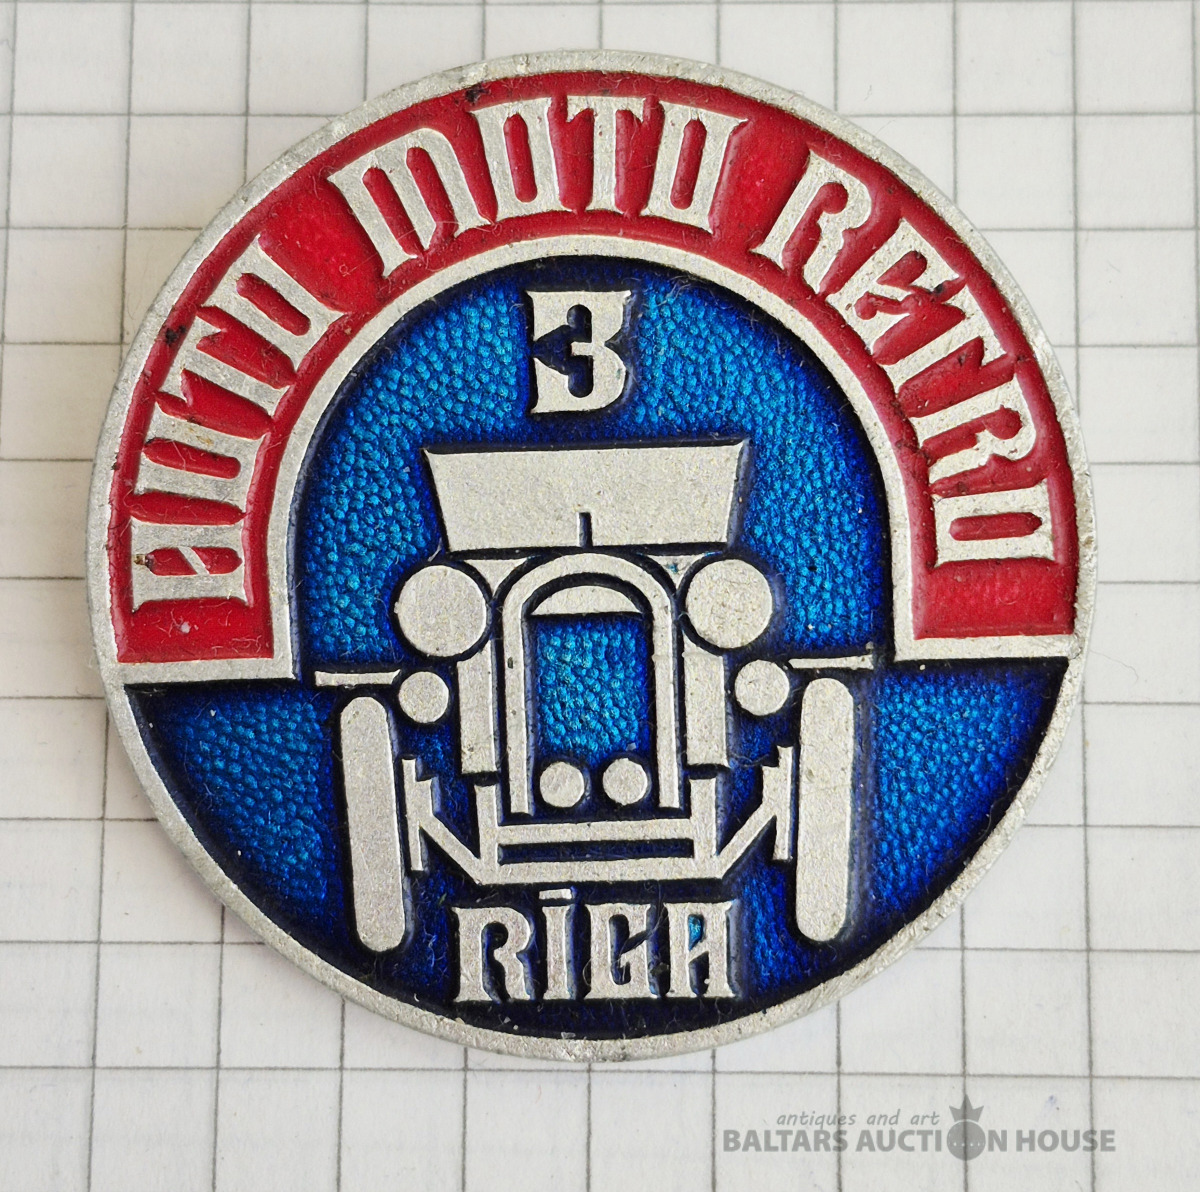 AUTO MOTO RETRO
3
RĪGA
antiques and art
BALTARS AUCTION HOUSE